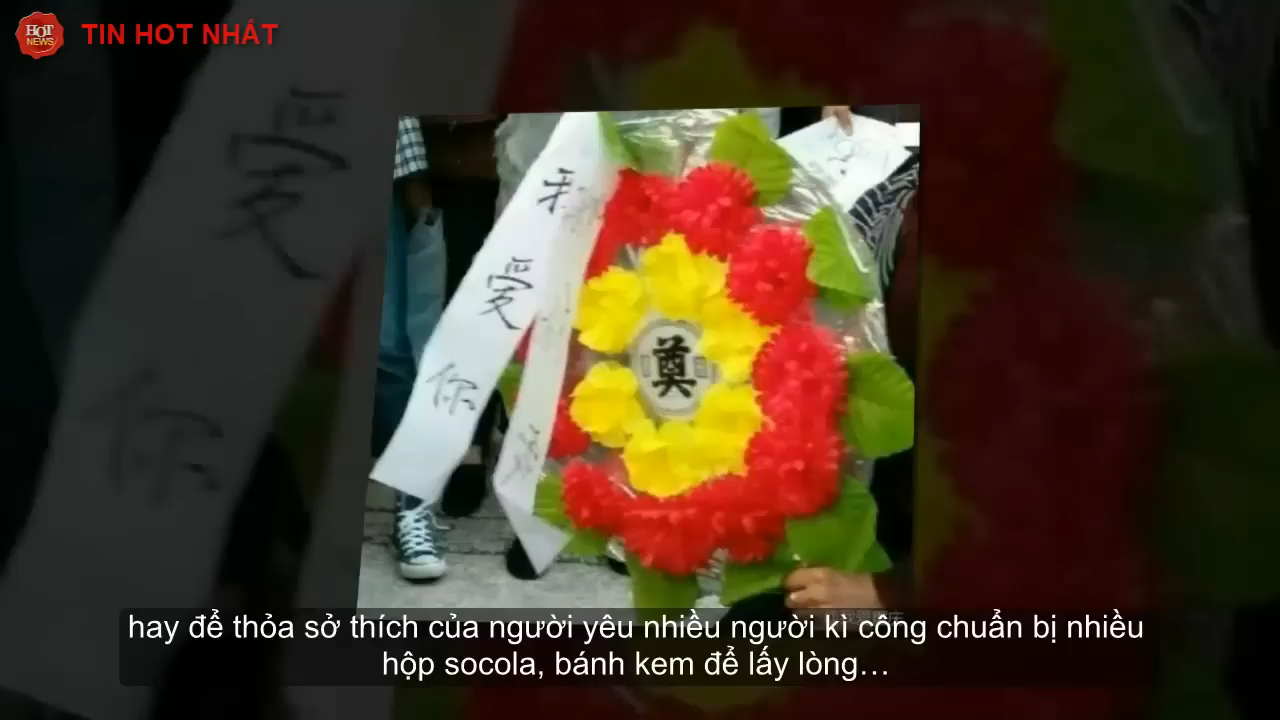 HOT
NEWS
TIN HOT NHẤT
我
愛
你
奠
hay để thỏa sở thích của người yêu nhiều người kì công chuẩn bị nhiều
hộp socola, bánh kem để lấy lòng...